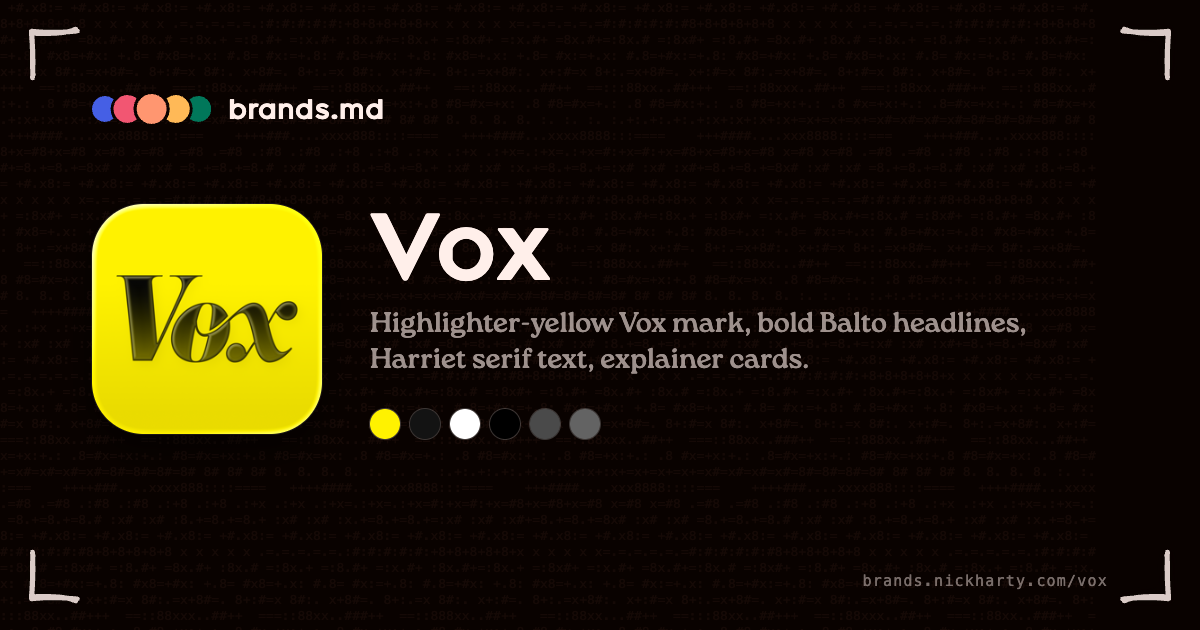 brands.md
Vox
Vox
Highlighter-yellow Vox mark, bold Balto headlines,
Harriet serif text, explainer cards.
brands.nickharty.com/vox